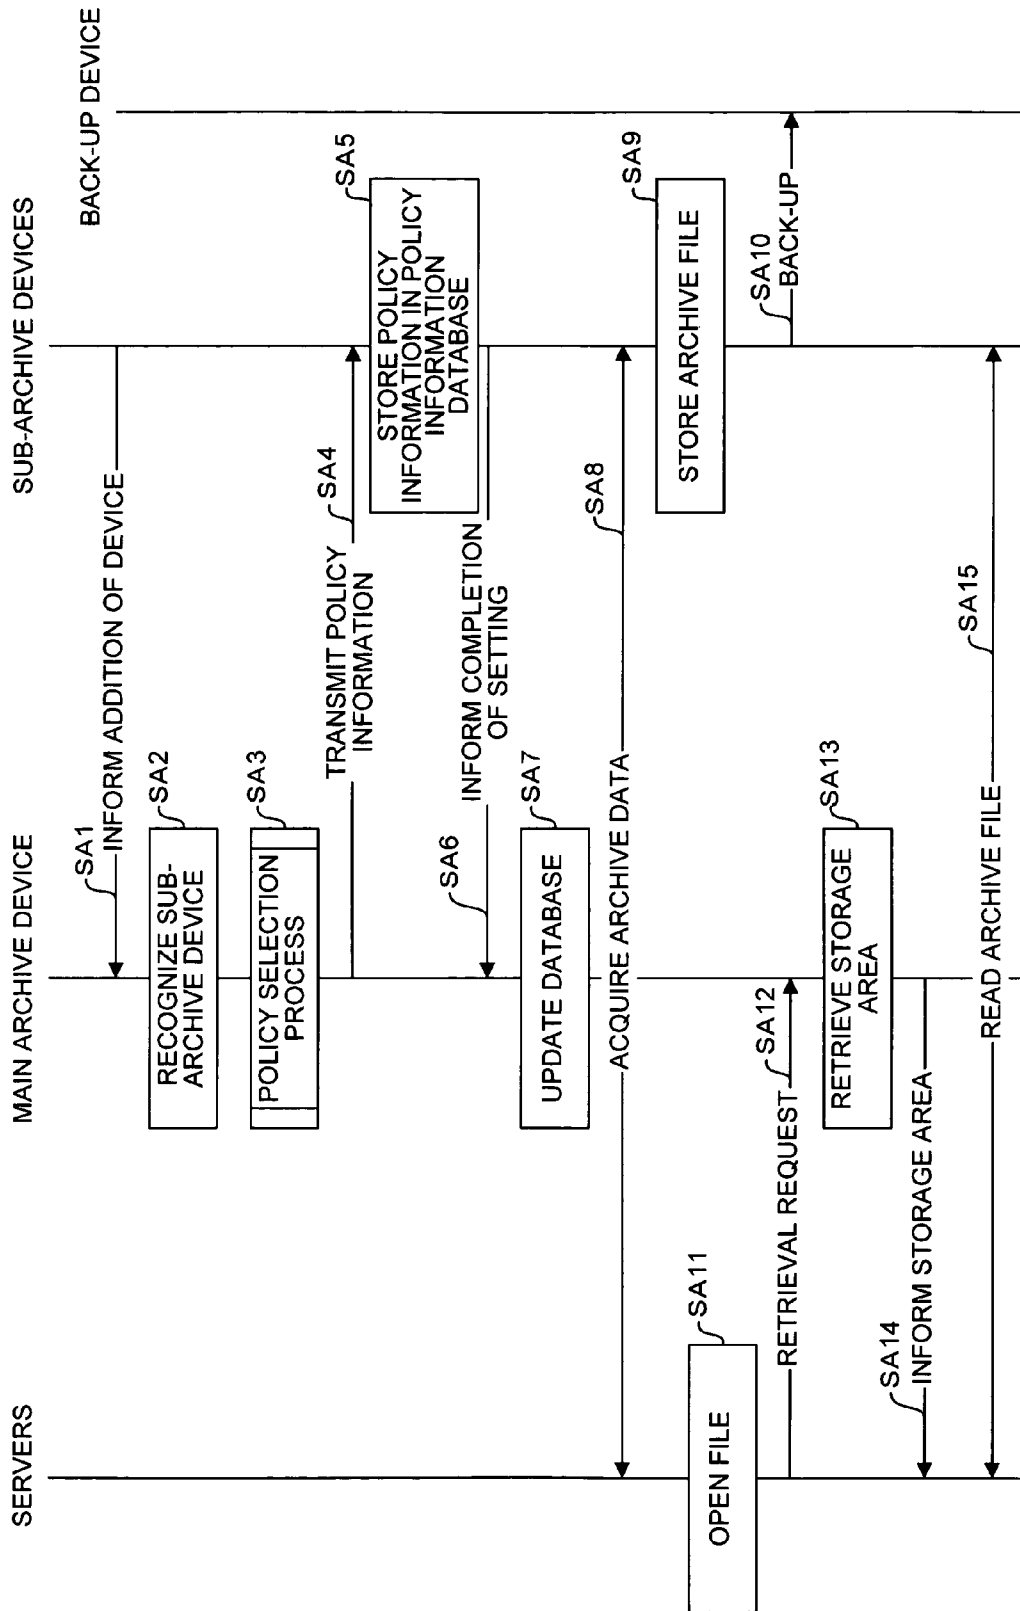 SERVERS
MAIN ARCHIVE DEVICE
SUB-ARCHIVE DEVICES
BACK-UP DEVICE
SA1
INFORM ADDITION OF DEVICE
SA2
RECOGNIZE SUB-
ARCHIVE DEVICE
SA3
POLICY SELECTION
PROCESS
TRANSMIT POLICY
INFORMATION
SA4
SA5
STORE POLICY
INFORMATION IN POLICY
INFORMATION
DATABASE
SA6
INFORM COMPLETION
OF SETTING
SA7
UPDATE DATABASE
ACQUIRE ARCHIVE DATA
SA8
SA9
STORE ARCHIVE FILE
SA10
BACK-UP
SA11
OPEN FILE
RETRIEVAL REQUEST
SA12
SA13
RETRIEVE STORAGE
AREA
SA14
INFORM STORAGE AREA
READ ARCHIVE FILE
SA15